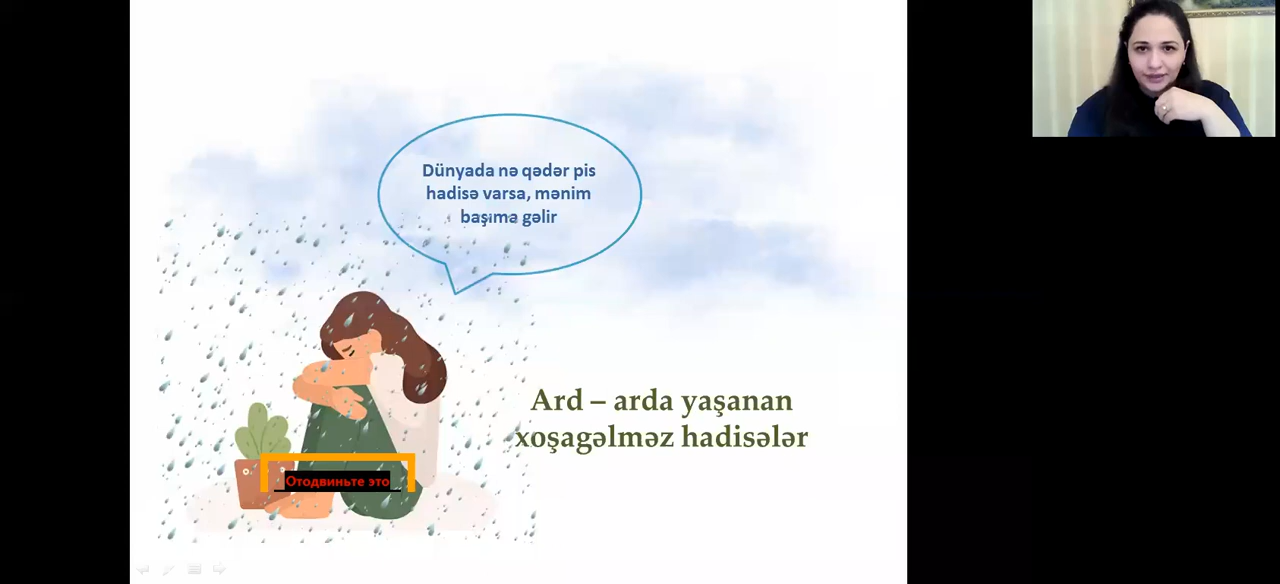 Dünyada nə qədər pis
hadisə varsa, mənim
başıma gəlir
Ard – arda yaşanan
xoşagəlməz hadisələr
Отодвиньте это